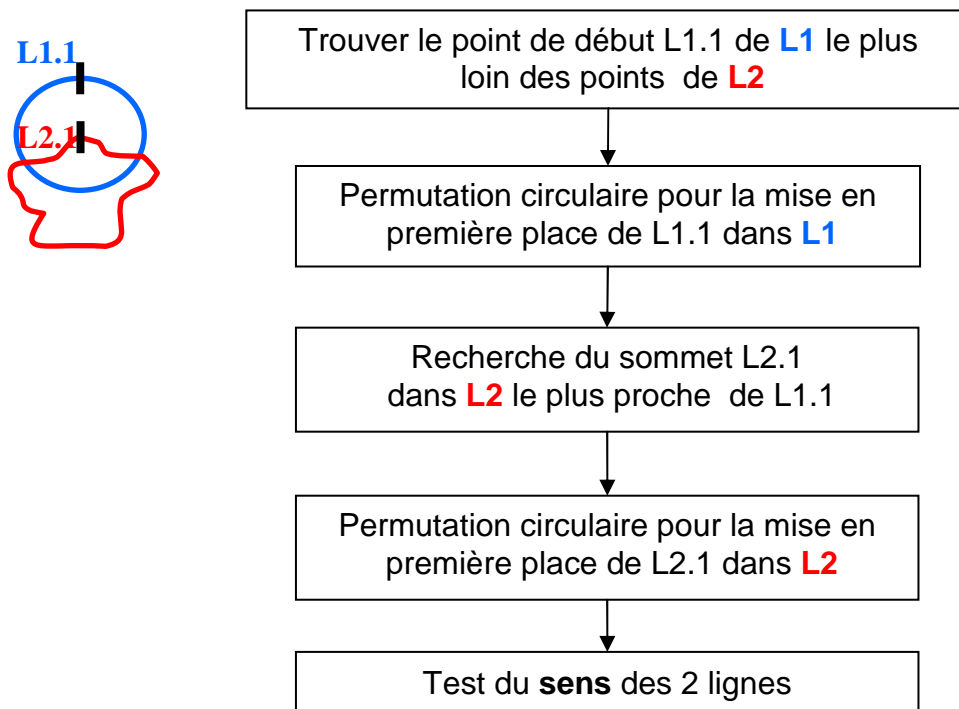 L1.1
L2.1
Trouver le point de début L1.1 de L1 le plus
loin des points de L2
Permutation circulaire pour la mise en
première place de L1.1 dans L1
Recherche du sommet L2.1
dans L2 le plus proche de L1.1
Permutation circulaire pour la mise en
première place de L2.1 dans L2
Test du sens des 2 lignes